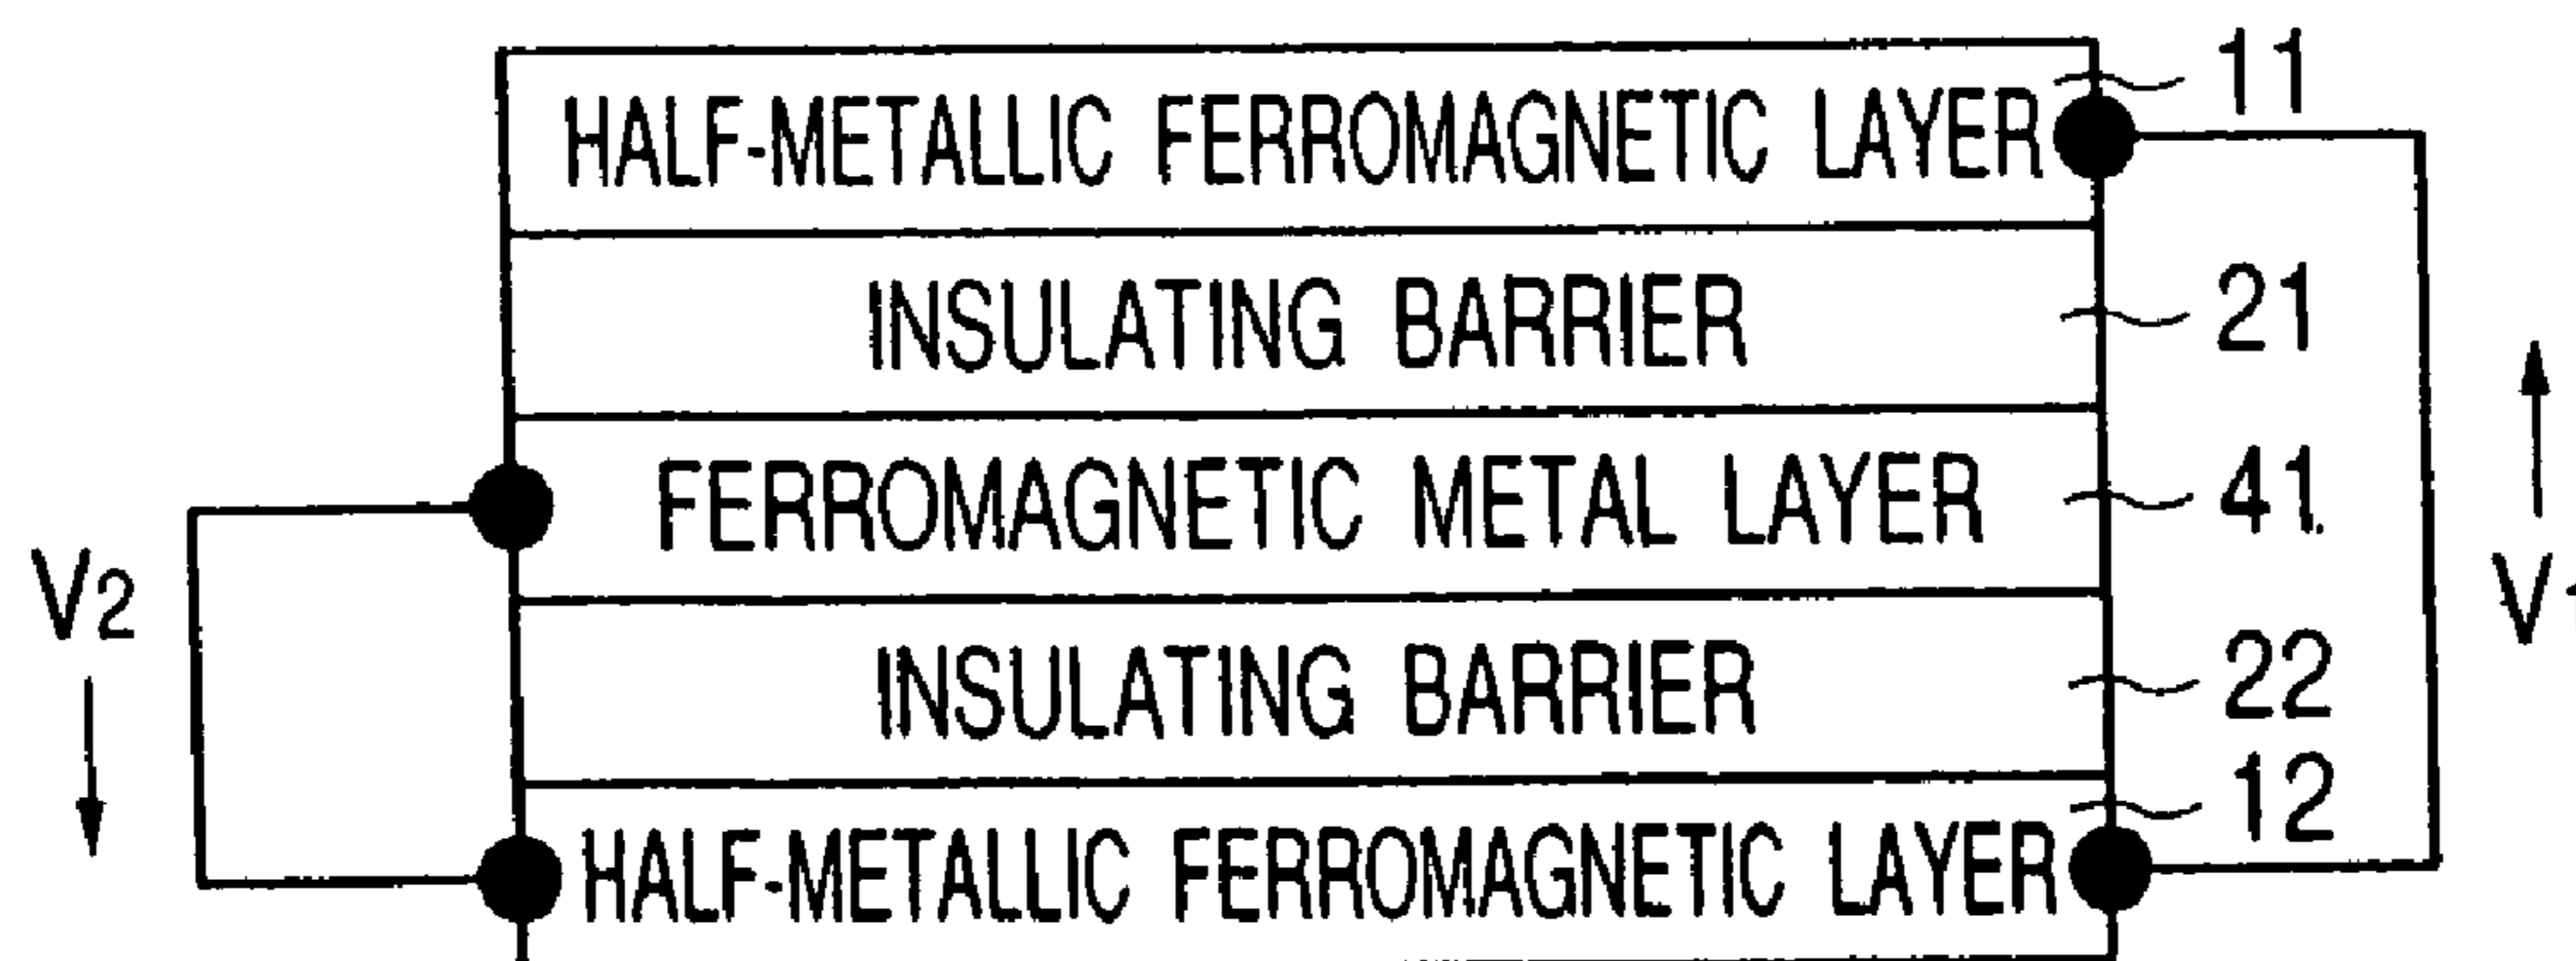 HALF-METALLIC FERROMAGNETIC LAYER 11
INSULATING BARRIER 21
FERROMAGNETIC METAL LAYER 41
V2
V1
INSULATING BARRIER 22
HALF-METALLIC FERROMAGNETIC LAYER 12